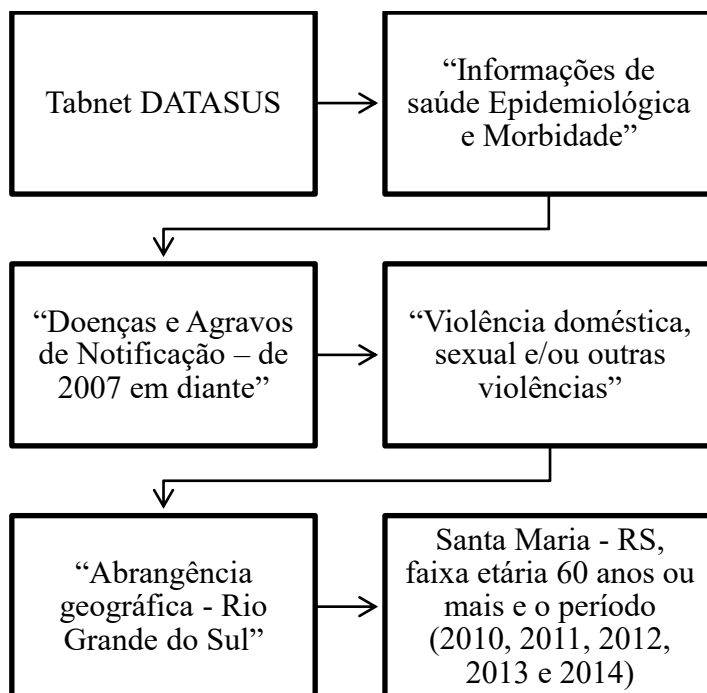 Tabnet DATASUS
“Informações de
saúde Epidemiológica
e Morbidade”
“Doenças e Agravos
de Notificação – de
2007 em diante”
“Violência doméstica,
sexual e/ou outras
violências”
“Abrangência
geográfica - Rio
Grande do Sul”
Santa Maria - RS,
faixa etária 60 anos ou
mais e o período
(2010, 2011, 2012,
2013 e 2014)